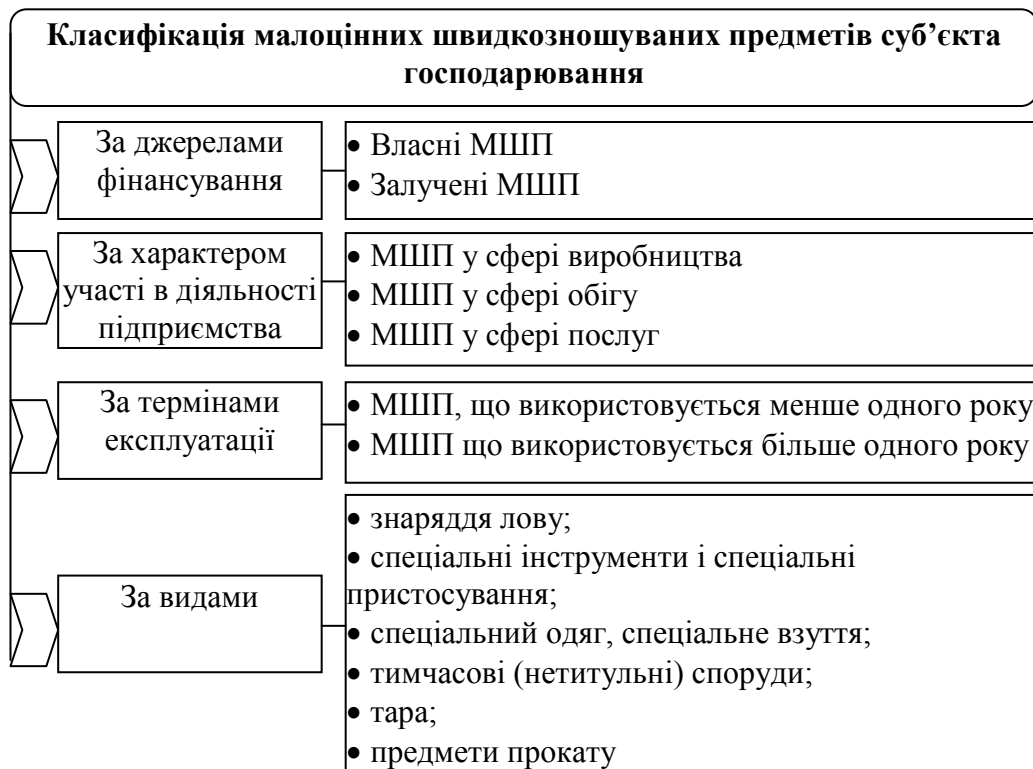 Класифікація малоцінних швидкозношуваних предметів суб’єкта
господарювання
За джерелами
фінансування
• Власні МШП
• Залучені МШП
За характером
участі в діяльності
підприємства
• МШП у сфері виробництва
• МШП у сфері обігу
• МШП у сфері послуг
За термінами
експлуатації
• МШП, що використовується менше одного року
• МШП що використовується більше одного року
За видами
• знаряддя лову;
• спеціальні інструменти і спеціальні
пристосування;
• спеціальний одяг, спеціальне взуття;
• тимчасові (нетитульні) споруди;
• тара;
• предмети прокату